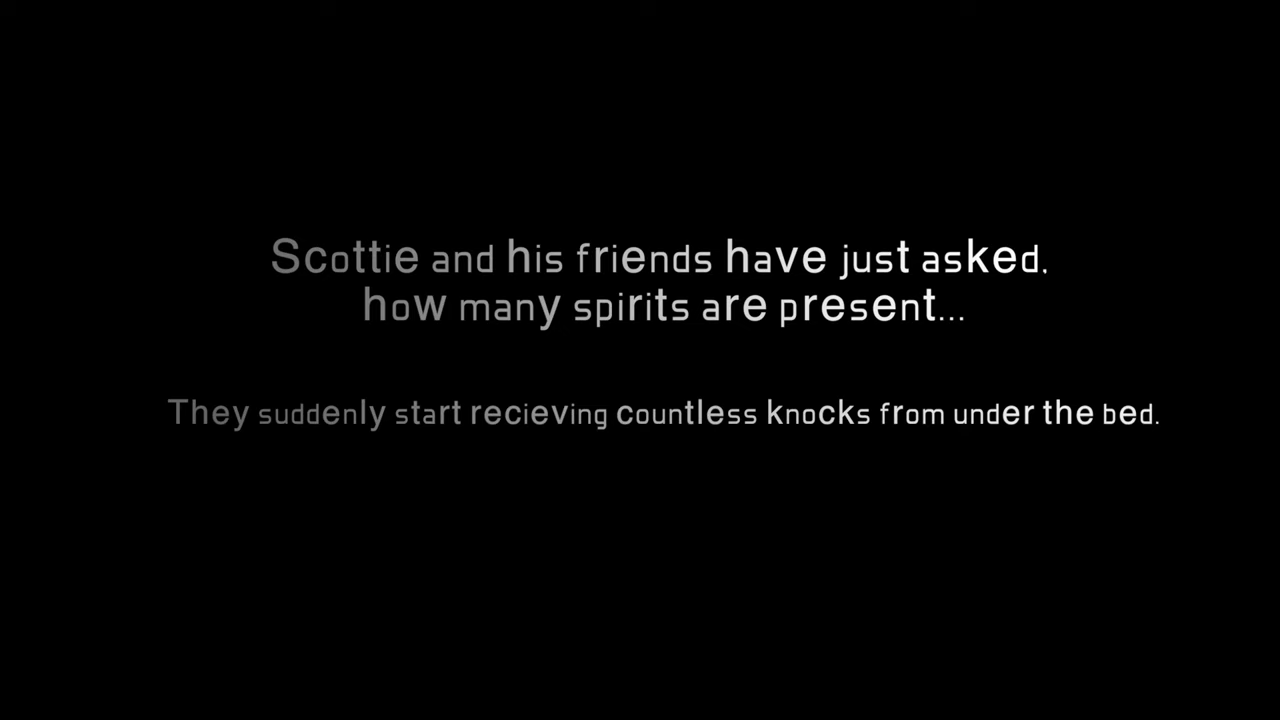 Scottie and his friends have just asked,
how many spirits are present...
They suddenly start recieving countless knocks from under the bed.